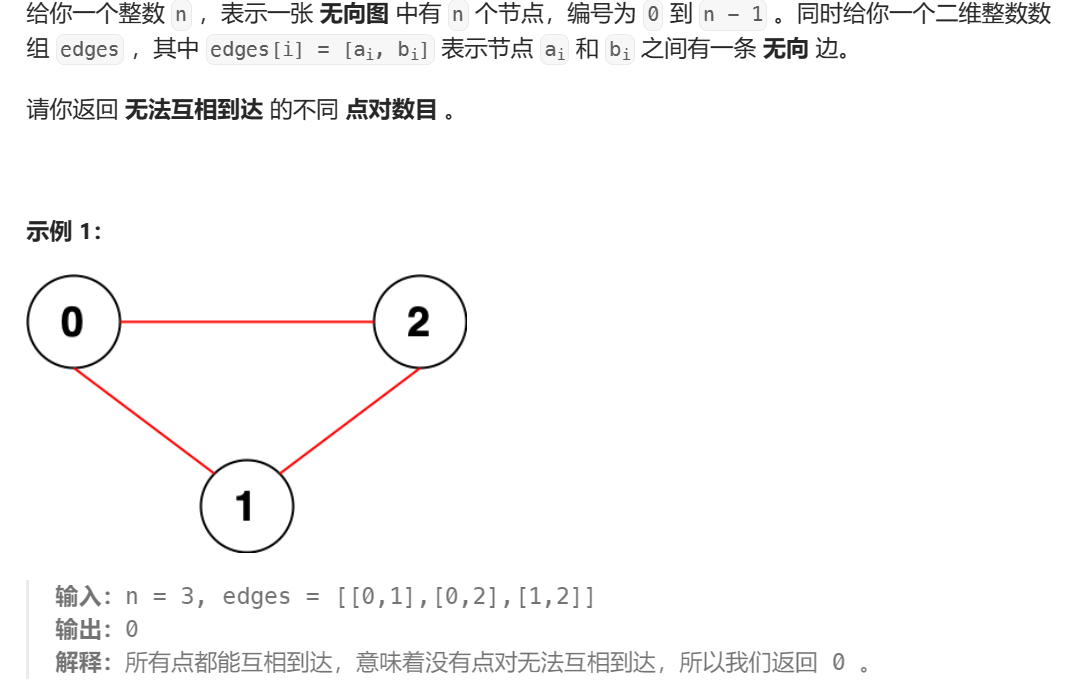 给你一个整数 n ，表示一张 无向图 中有 n 个节点，编号为 0 到 n - 1 。同时给你一个二维整数数
组 edges ，其中 edges[i] = [ai, bi] 表示节点 ai 和 bi 之间有一条 无向 边。
请你返回 无法互相到达 的不同 点对数目 。
示例 1：
0
2
1
输入：n = 3, edges = [[0,1],[0,2],[1,2]]
输出：0
解释：所有点都能互相到达，意味着没有点对无法互相到达，所以我们返回 0 。